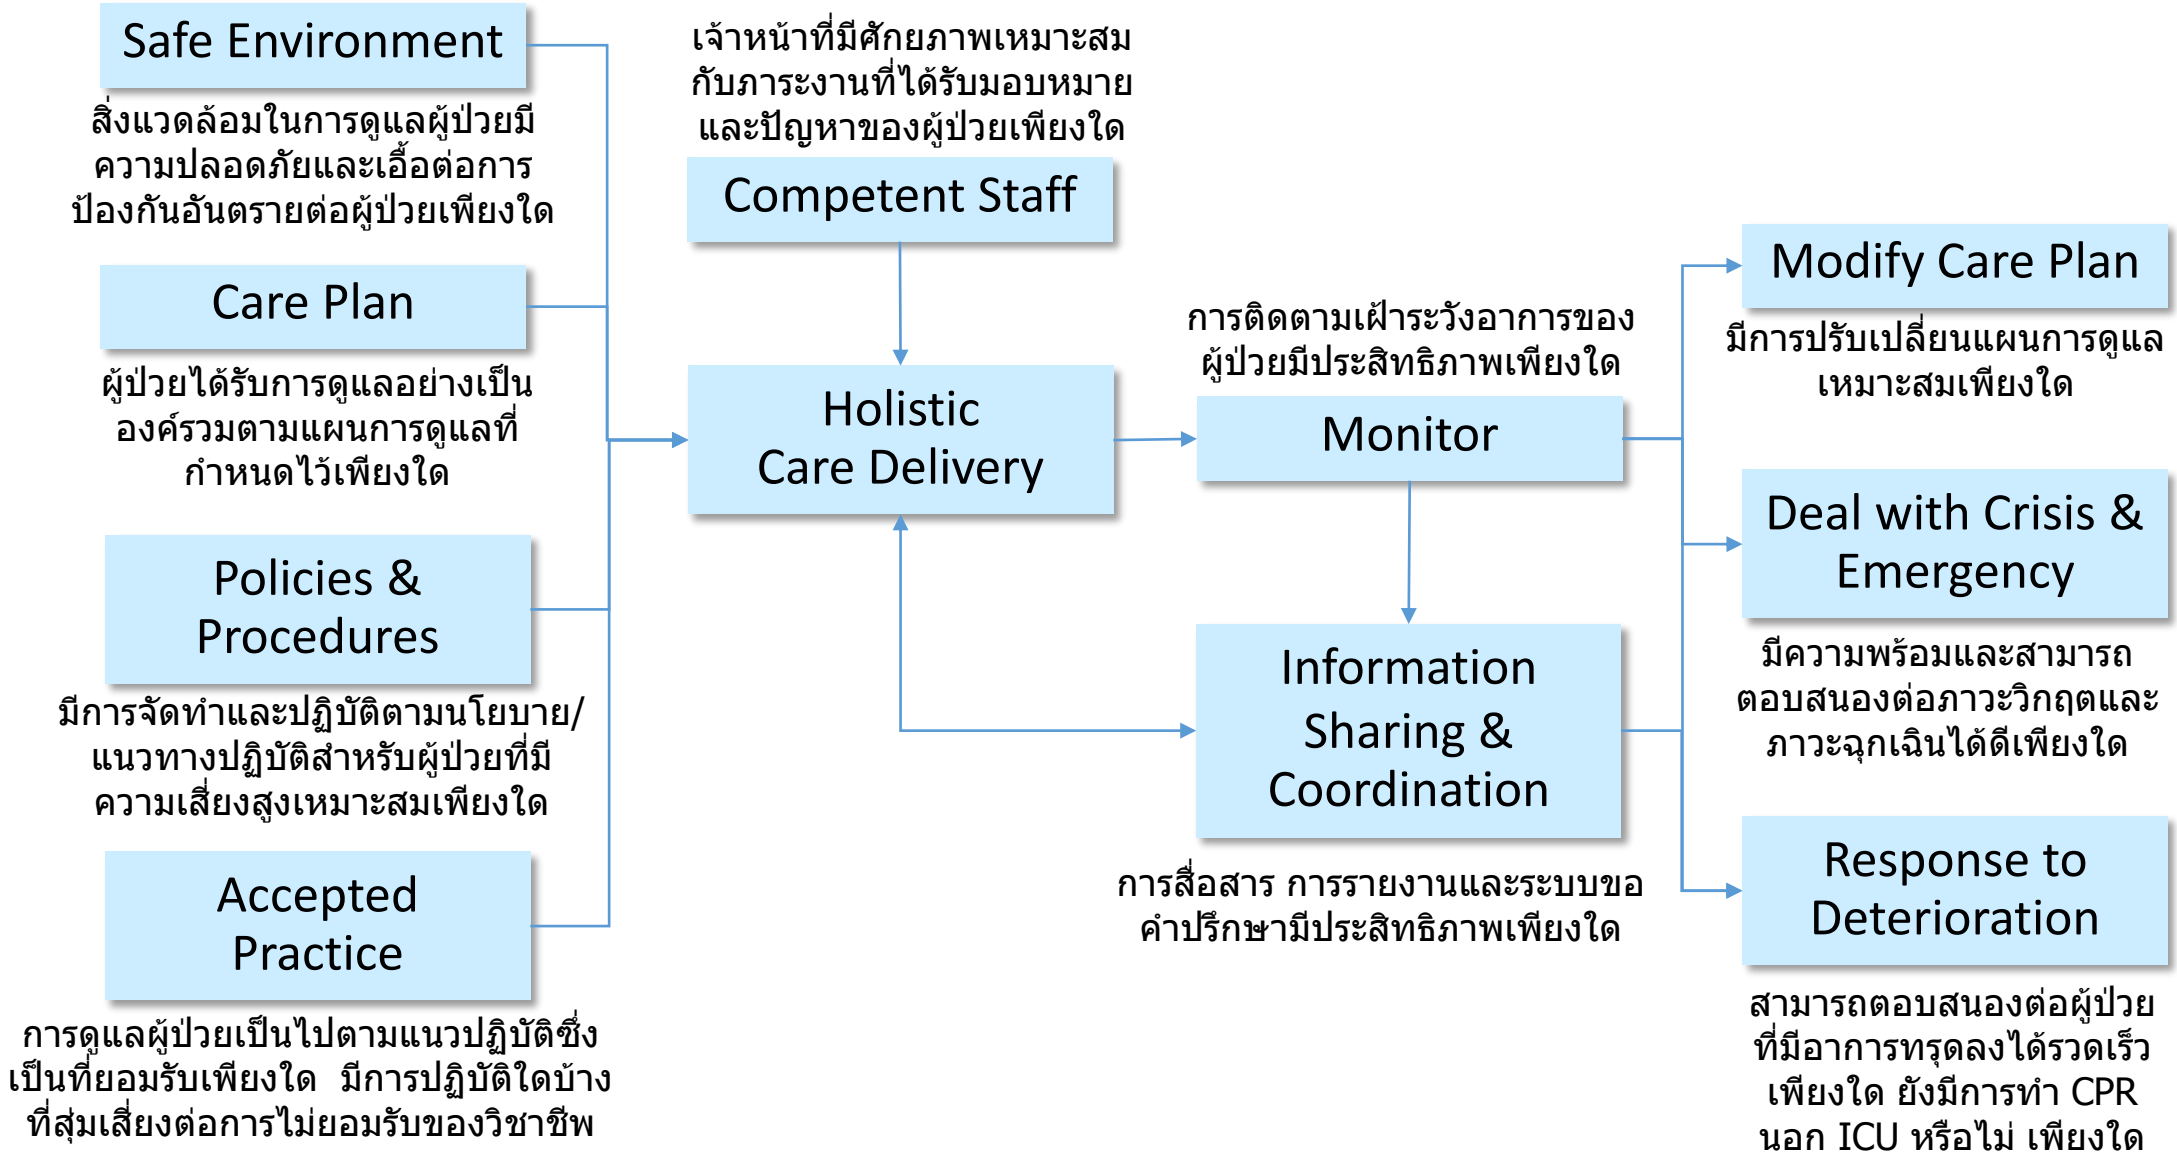 Safe Environment
สิ่งแวดล้อมในการดูแลผู้ป่วยมี
ความปลอดภัยและเอื้อต่อการ
ป้องกันอันตรายต่อผู้ป่วยเพียงใด
Care Plan
ผู้ป่วยได้รับการดูแลอย่างเป็น
องค์รวมตามแผนการดูแลที่
กำหนดไว้เพียงใด
Policies &
Procedures
มีการจัดทำและปฏิบัติตามนโยบาย/
แนวทางปฏิบัติสำหรับผู้ป่วยที่มี
ความเสี่ยงสูงเหมาะสมเพียงใด
Accepted
Practice
การดูแลผู้ป่วยเป็นไปตามแนวปฏิบัติซึ่ง
เป็นที่ยอมรับเพียงใด มีการปฏิบัติใดบ้าง
ที่สุ่มเสี่ยงต่อการไม่ยอมรับของวิชาชีพ
เจ้าหน้าที่มีศักยภาพเหมาะสม
กับภาระงานที่ได้รับมอบหมาย
และปัญหาของผู้ป่วยเพียงใด
Competent Staff
Holistic
Care Delivery
การติดตามเฝ้าระวังอาการของ
ผู้ป่วยมีประสิทธิภาพเพียงใด
Monitor
Information
Sharing &
Coordination
การสื่อสาร การรายงานและระบบขอ
คำปรึกษามีประสิทธิภาพเพียงใด
Modify Care Plan
มีการปรับเปลี่ยนแผนการดูแล
เหมาะสมเพียงใด
Deal with Crisis &
Emergency
มีความพร้อมและสามารถ
ตอบสนองต่อภาวะวิกฤตและ
ภาวะฉุกเฉินได้ดีเพียงใด
Response to
Deterioration
สามารถตอบสนองต่อผู้ป่วย
ที่มีอาการทรุดลงได้รวดเร็ว
เพียงใด ยังมีการทำ CPR
นอก ICU หรือไม่ เพียงใด